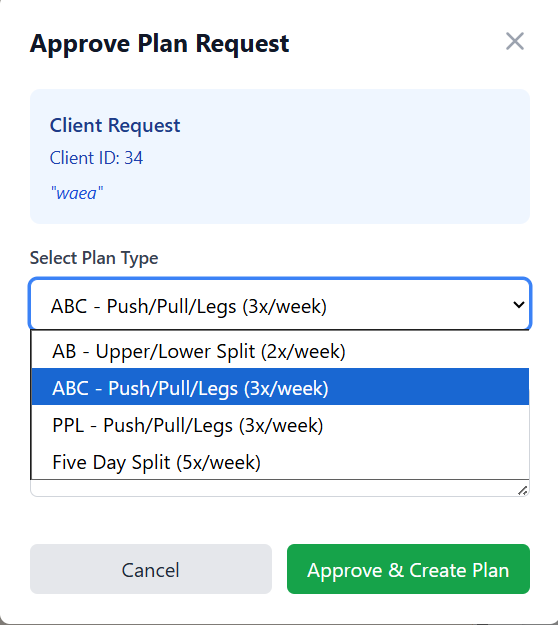 Approve Plan Request
Client Request
Client ID: 34
"waea"
Select Plan Type
ABC - Push/Pull/Legs (3x/week)
AB - Upper/Lower Split (2x/week)
ABC - Push/Pull/Legs (3x/week)
PPL - Push/Pull/Legs (3x/week)
Five Day Split (5x/week)
Cancel
Approve & Create Plan